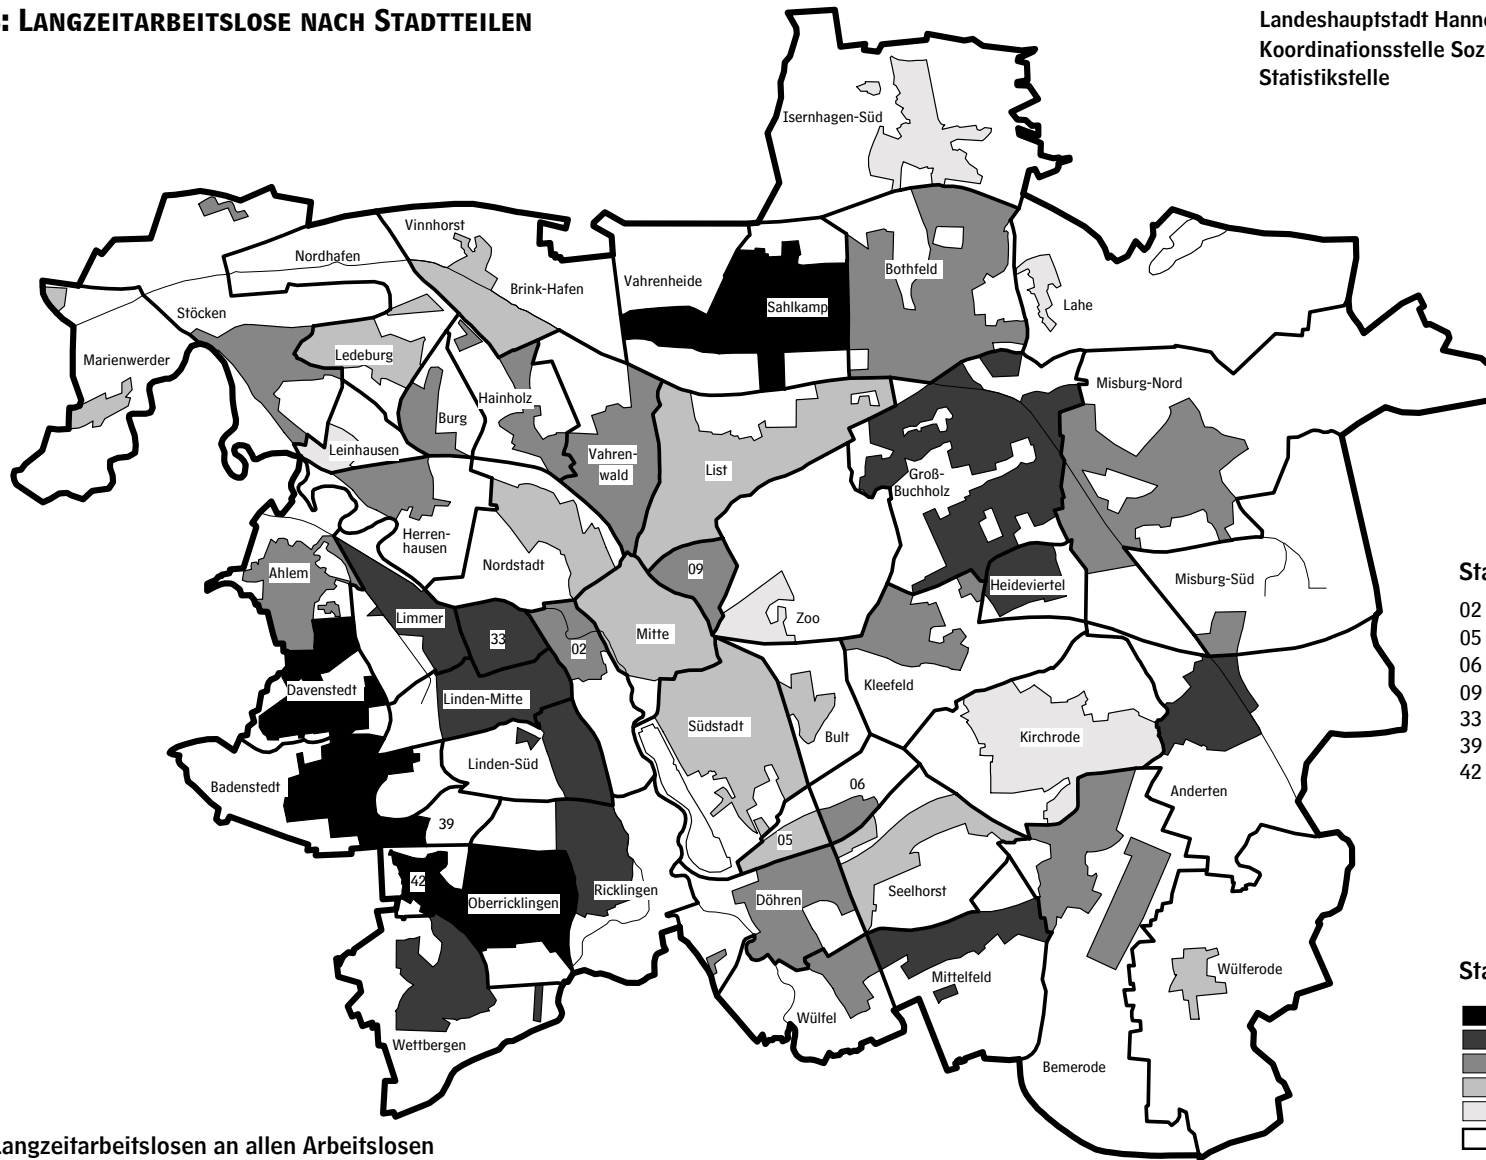 : LANGZEITARBEITSLOSE NACH STADTTEILEN
Landeshauptstadt
Koordinationsstelle
Statistikstelle
Isernhagen-Süd
Vinnhorst
Nordhafen
Brink-Hafen
Vahrenheide
Bothfeld
Sahlkamp
Lahe
Stöcken
Marienwerder
Ledeburg
Hainholz
Burg
Misburg-Nord
Leinhausen
Vahren-
wald
List
Groß-
Buchholz
Herren-
hausen
Nordstadt
09
Heideviertel
Misburg-Süd
Ahlem
Limmer
33
02
Mitte
Zoo
Kleefeld
Davenstedt
Linden-Mitte
Südstadt
Bult
Kirchrode
Linden-Süd
Badenstedt
06
Anderten
39
05
42
Oberricklingen
Ricklingen
Döhren
Seelhorst
Mittelfeld
Wülferode
Wülfel
Wettbergen
Bemerode
02
05
06
09
33
39
42
Langzeitarbeitslosen an allen Arbeitslosen